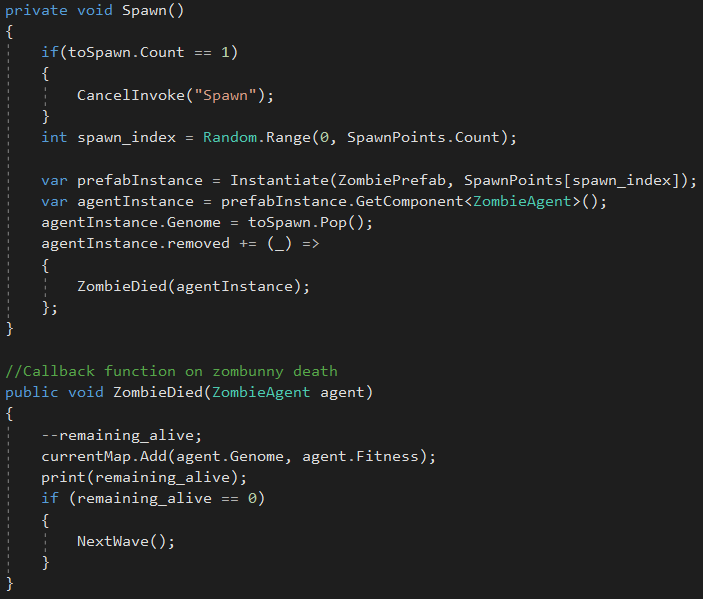 private void Spawn()
{
    if(toSpawn.Count == 1)
    {
        CancelInvoke("Spawn");
    }
    int spawn_index = Random.Range(0, SpawnPoints.Count);

    var prefabInstance = Instantiate(ZombiePrefab, SpawnPoints[spawn_index]);
    var agentInstance = prefabInstance.GetComponent<ZombieAgent>();
    agentInstance.Genome = toSpawn.Pop();
    agentInstance.removed += (_) =>
    {
        ZombieDied(agentInstance);
    };
}

//Callback function on zombunny death
public void ZombieDied(ZombieAgent agent)
{
    --remaining_alive;
    currentMap.Add(agent.Genome, agent.Fitness);
    print(remaining_alive);
    if (remaining_alive == 0)
    {
        NextWave();
    }
}